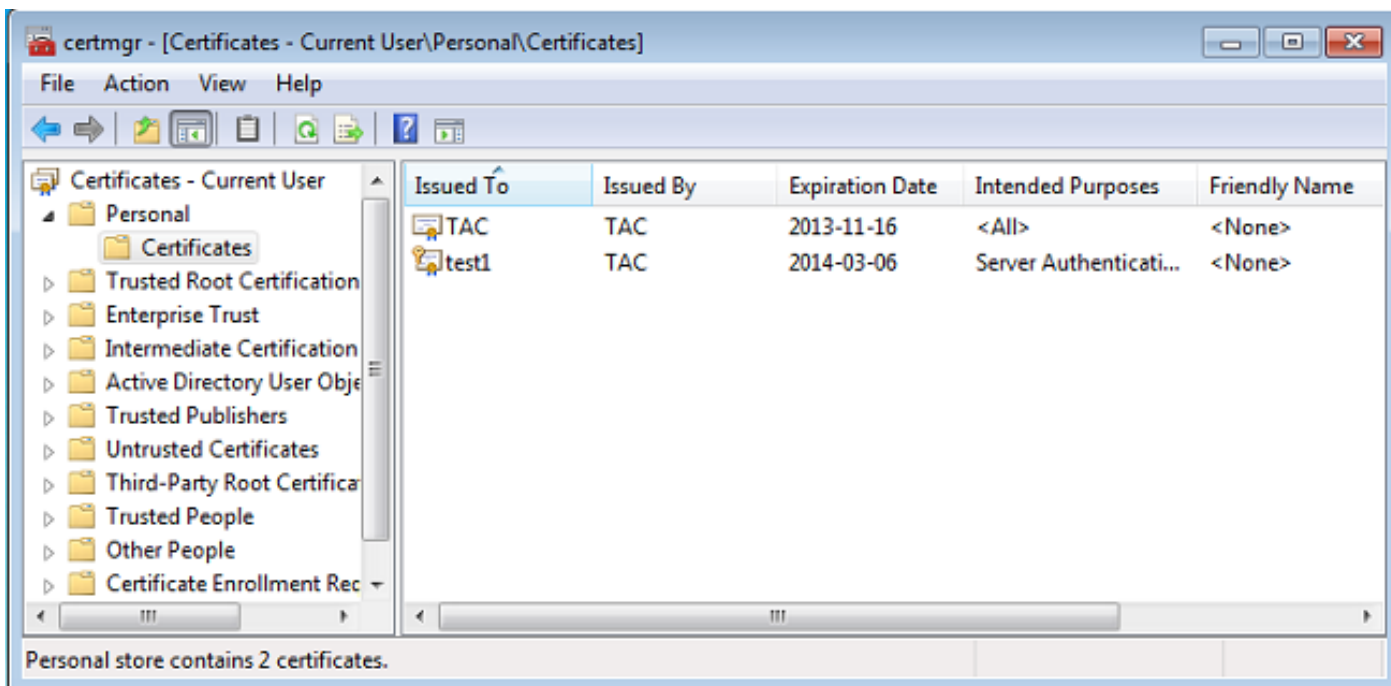 certmgr - [Certificates - Current User\Personal\Certificates]
File Action View Help
Certificates - Current User
Personal
Certificates
Trusted Root Certification
Enterprise Trust
Intermediate Certification
Active Directory User Obje
Trusted Publishers
Untrusted Certificates
Third-Party Root Certifica
Trusted People
Other People
Certificate Enrollment Rec
Issued To Issued By Expiration Date Intended Purposes Friendly Name
TAC TAC 2013-11-16 <All> <None>
test1 TAC 2014-03-06 Server Authenticati... <None>
Personal store contains 2 certificates.